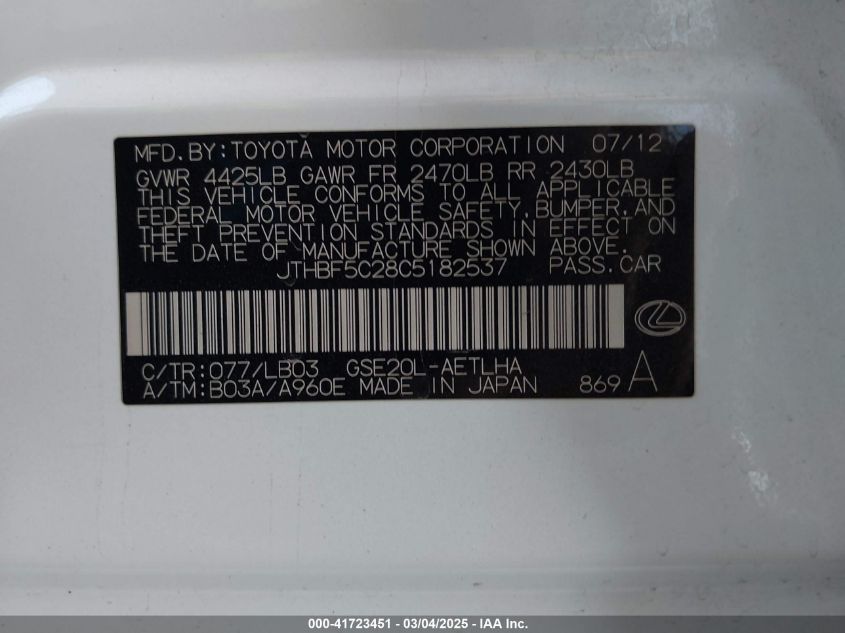 MFD.BY:TOYOTA MOTOR CORPORATION 07/12
GVWR 4425LB GAWR FR 2470LB RR 2430LB
THIS VEHICLE CONFORMS TO ALL APPLICABLE
FEDERAL MOTOR VEHICLE SAFETY,BUMPER,AND
THEFT PREVENTION STANDARDS IN EFFECT ON
THE DATE OF MANUFACTURE SHOWN ABOVE.
JTHBF5C28C5182537 PASS.CAR
C/TR:077/LB03 GSE20L-AETLHA
A/TM:B03A/A960E MADE IN JAPAN 869 A
000-41723451 - 03/04/2025 - IAA Inc.